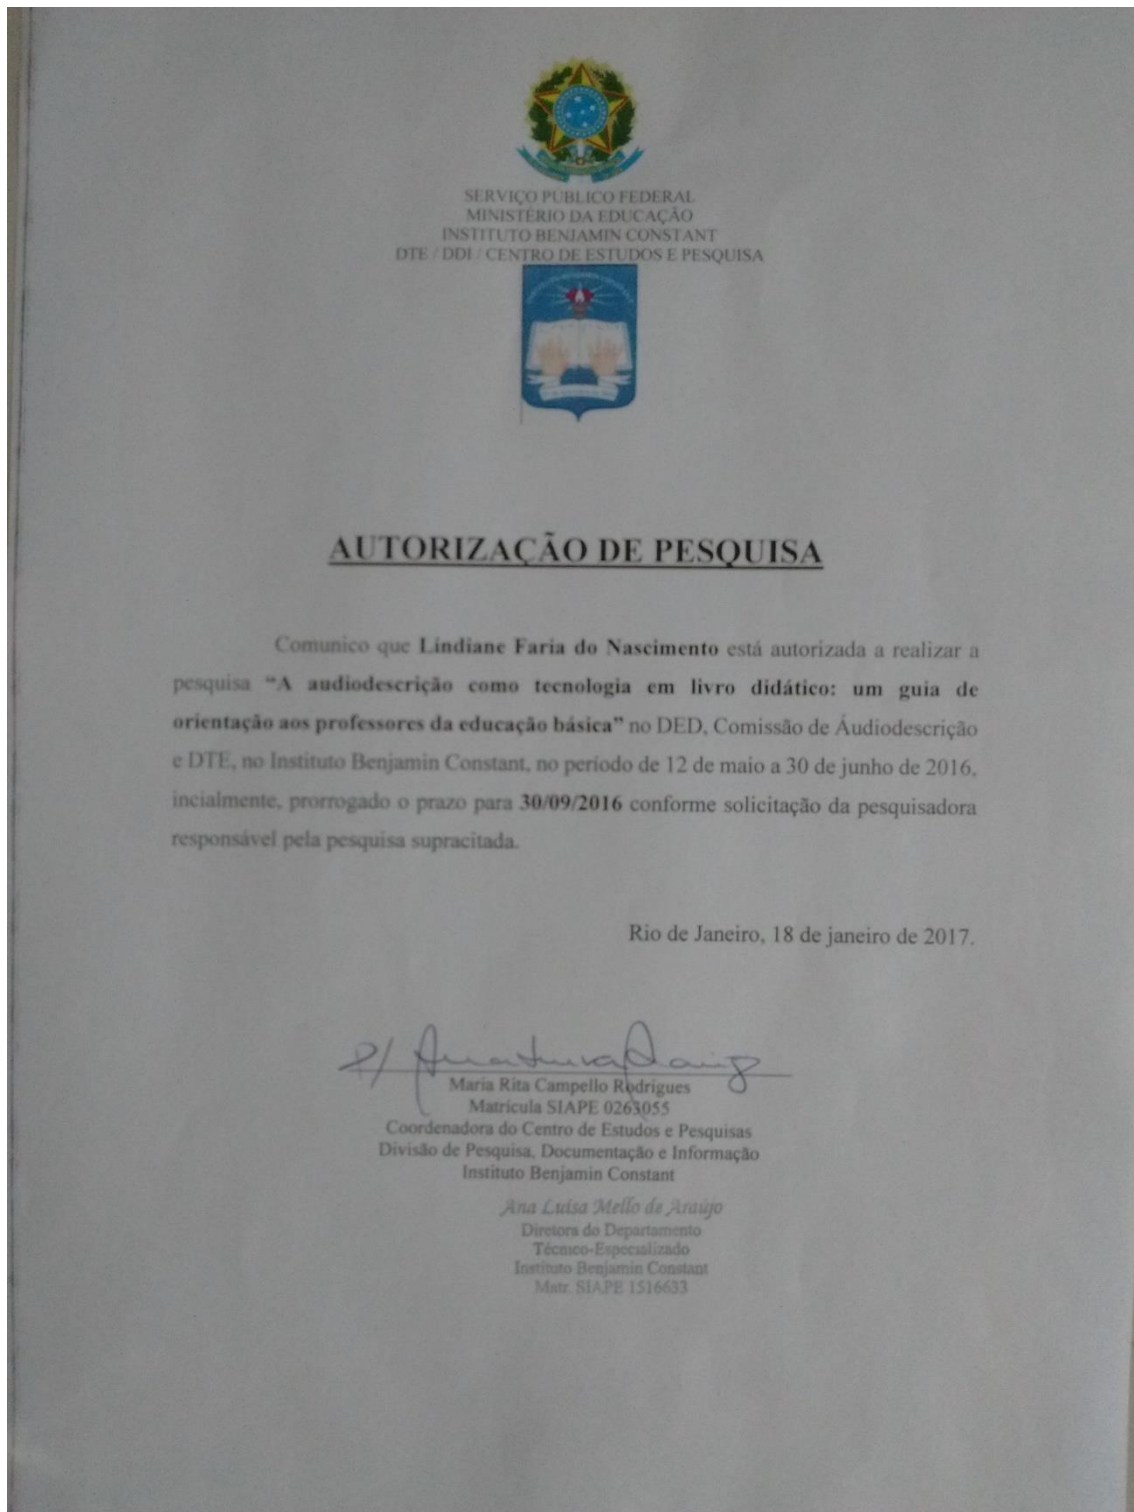 SERVIÇO PÚBLICO FEDERAL
MINISTÉRIO DA EDUCAÇÃO
INSTITUTO BENJAMIN CONSTANT
DTE / DDI / CENTRO DE ESTUDOS E PESQUISA
AUTORIZAÇÃO DE PESQUISA
Comunico que Lindiane Faria do Nascimento está autorizada a realizar a
pesquisa “A audiodescrição como tecnologia em livro didático: um guia de
orientação aos professores da educação básica” no DED, Comissão de Áudiodescrição
e DTE, no Instituto Benjamin Constant, no período de 12 de maio a 30 de junho de 2016,
incialmente, prorrogado o prazo para 30/09/2016 conforme solicitação da pesquisadora
responsável pela pesquisa supracitada.
Rio de Janeiro, 18 de janeiro de 2017.
P/
Maria Rita Campello Rodrigues
Matrícula SIAPE 0263055
Coordenadora do Centro de Estudos e Pesquisas
Divisão de Pesquisa, Documentação e Informação
Instituto Benjamin Constant
Ana Luísa Mello de Araújo
Diretora do Departamento
Técnico-Especializado
Instituto Benjamin Constant
Matr. SIAPE 1516633